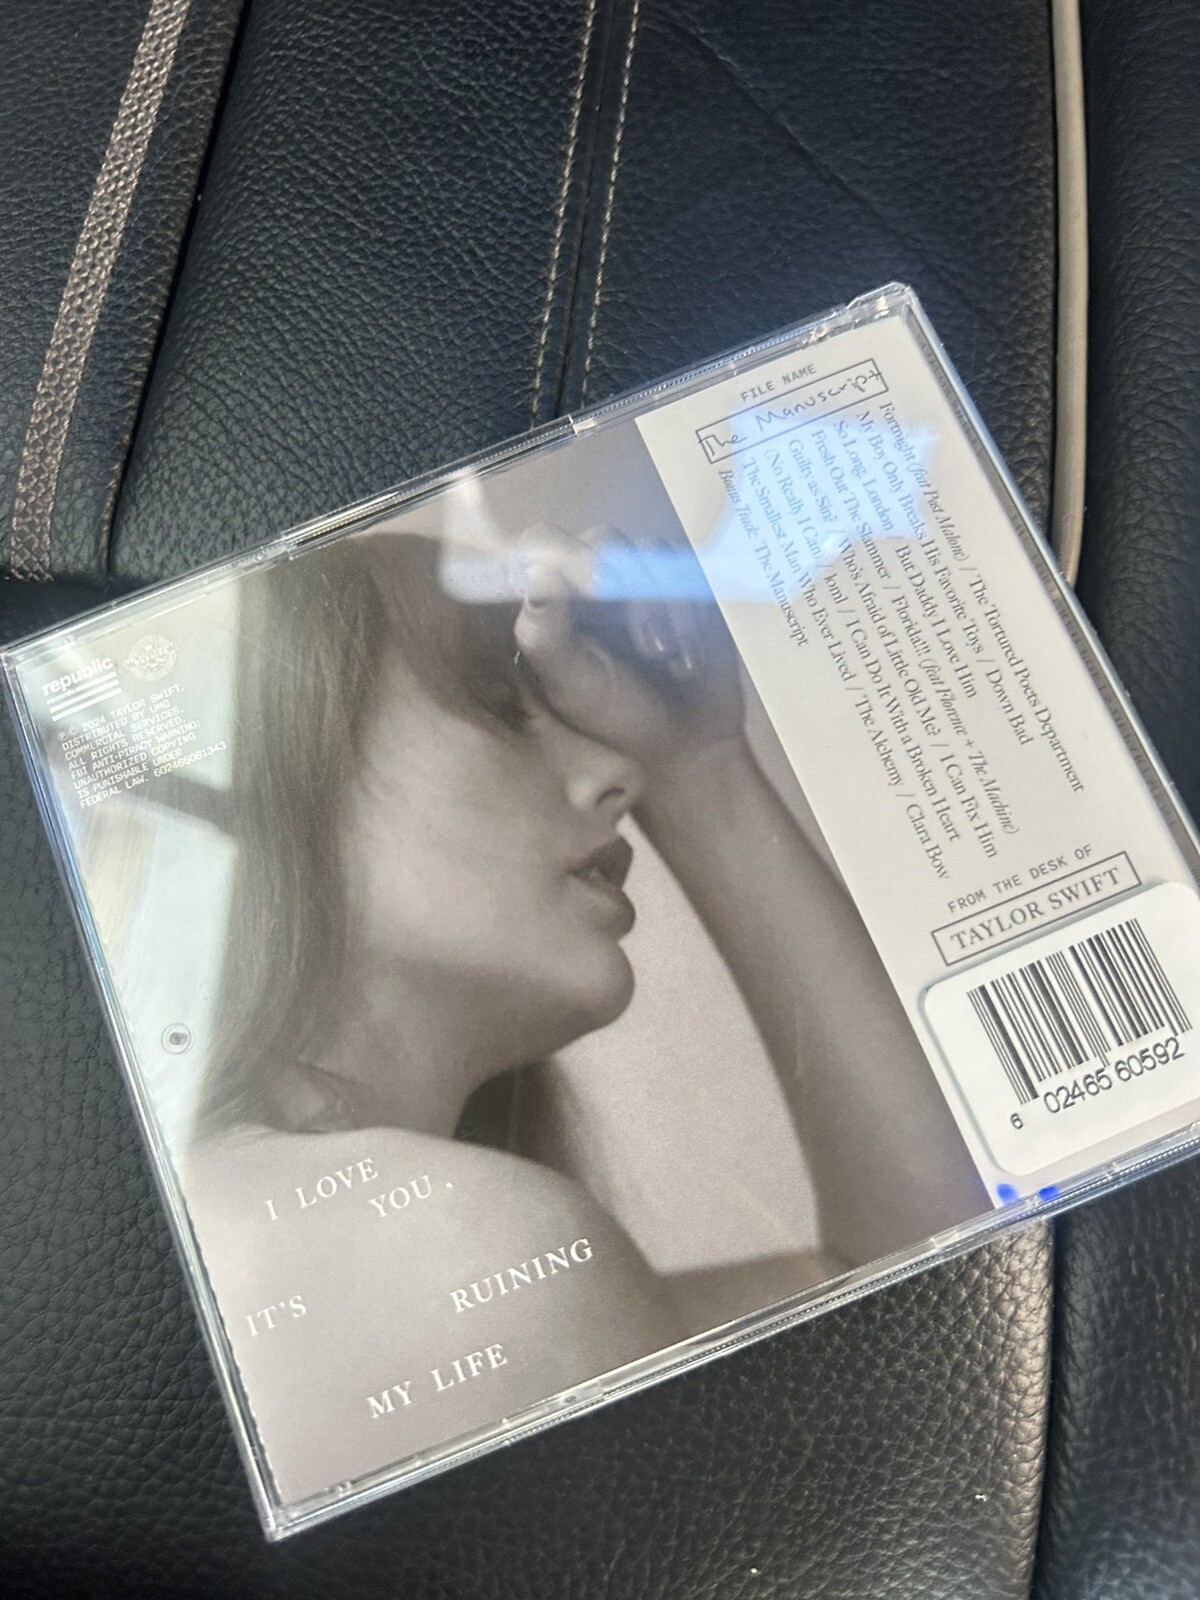 FILE NAME
The Manuscript
Fortnight (feat Post Malone) / The Tortured Poets Department
My Boy Only Breaks His Favorite Toys / Down Bad
So Long, London / But Daddy I Love Him
Fresh Out The Slammer / Florida!!! (feat Florence + The Machine)
Guilty as Sin? / Who's Afraid of Little Old Me? / I Can Fix Him
(No Really I Can) / loml / I Can Do It With a Broken Heart
The Smallest Man Who Ever Lived / The Alchemy / Clara Bow
Bonus Track: The Manuscript
FROM THE DESK OF
TAYLOR SWIFT
6 02465 60592
republic
records
℗ © 2024 TAYLOR SWIFT.
DISTRIBUTED BY UMG
COMMERCIAL SERVICES.
ALL RIGHTS RESERVED.
FBI ANTI-PIRACY WARNING:
UNAUTHORIZED COPYING
IS PUNISHABLE UNDER
FEDERAL LAW. 602465081343
I LOVE
YOU,
IT'S
RUINING
MY LIFE